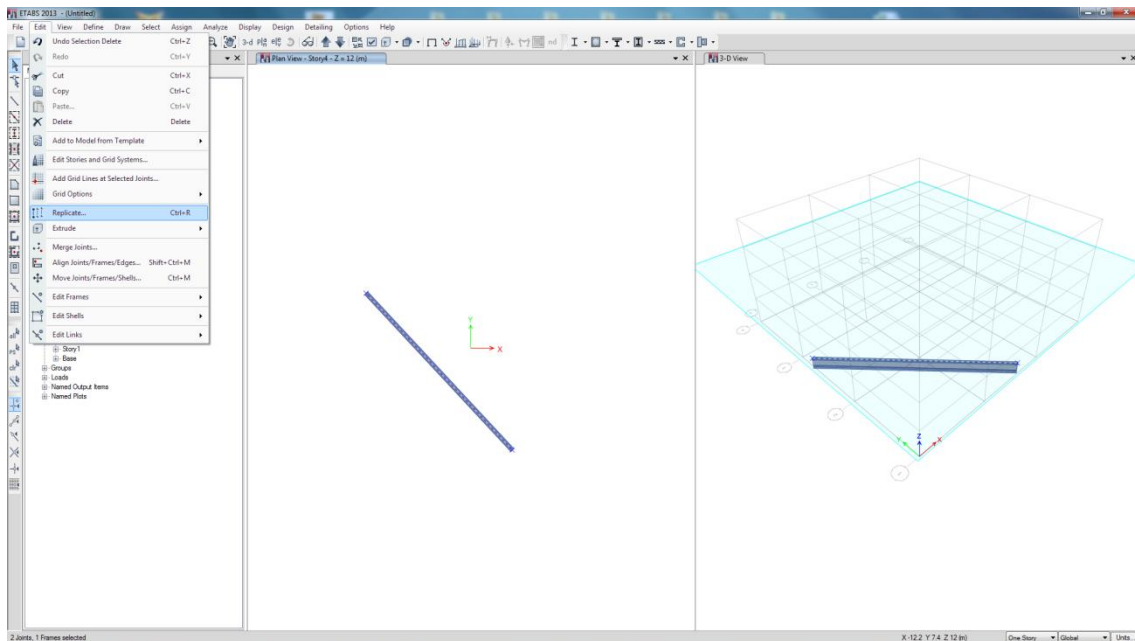 ETABS 2013 - (Untitled)
File Edit View Define Draw Select Assign Analyze Display Design Detailing Options Help
Undo Selection Delete Ctrl+Z
Redo Ctrl+Y
Cut Ctrl+X
Copy Ctrl+C
Paste... Ctrl+V
Delete Delete
Add to Model from Template
Edit Stories and Grid Systems...
Add Grid Lines at Selected Joints...
Grid Options
Replicate... Ctrl+R
Extrude
Merge Joints...
Align Joints/Frames/Edges... Shift+Ctrl+M
Move Joints/Frames/Shells... Ctrl+M
Edit Frames
Edit Shells
Edit Links
Story1
Base
Groups
Loads
Named Output Items
Named Plots
3-d
nd
Plan View - Story4 - Z = 12 (m)
Y
X
3-D View
Y
Z
X
all
PS
clr
2 Joints, 1 Frames selected
X -12.2 Y 7.4 Z 12 (m)
One Story
Global
Units